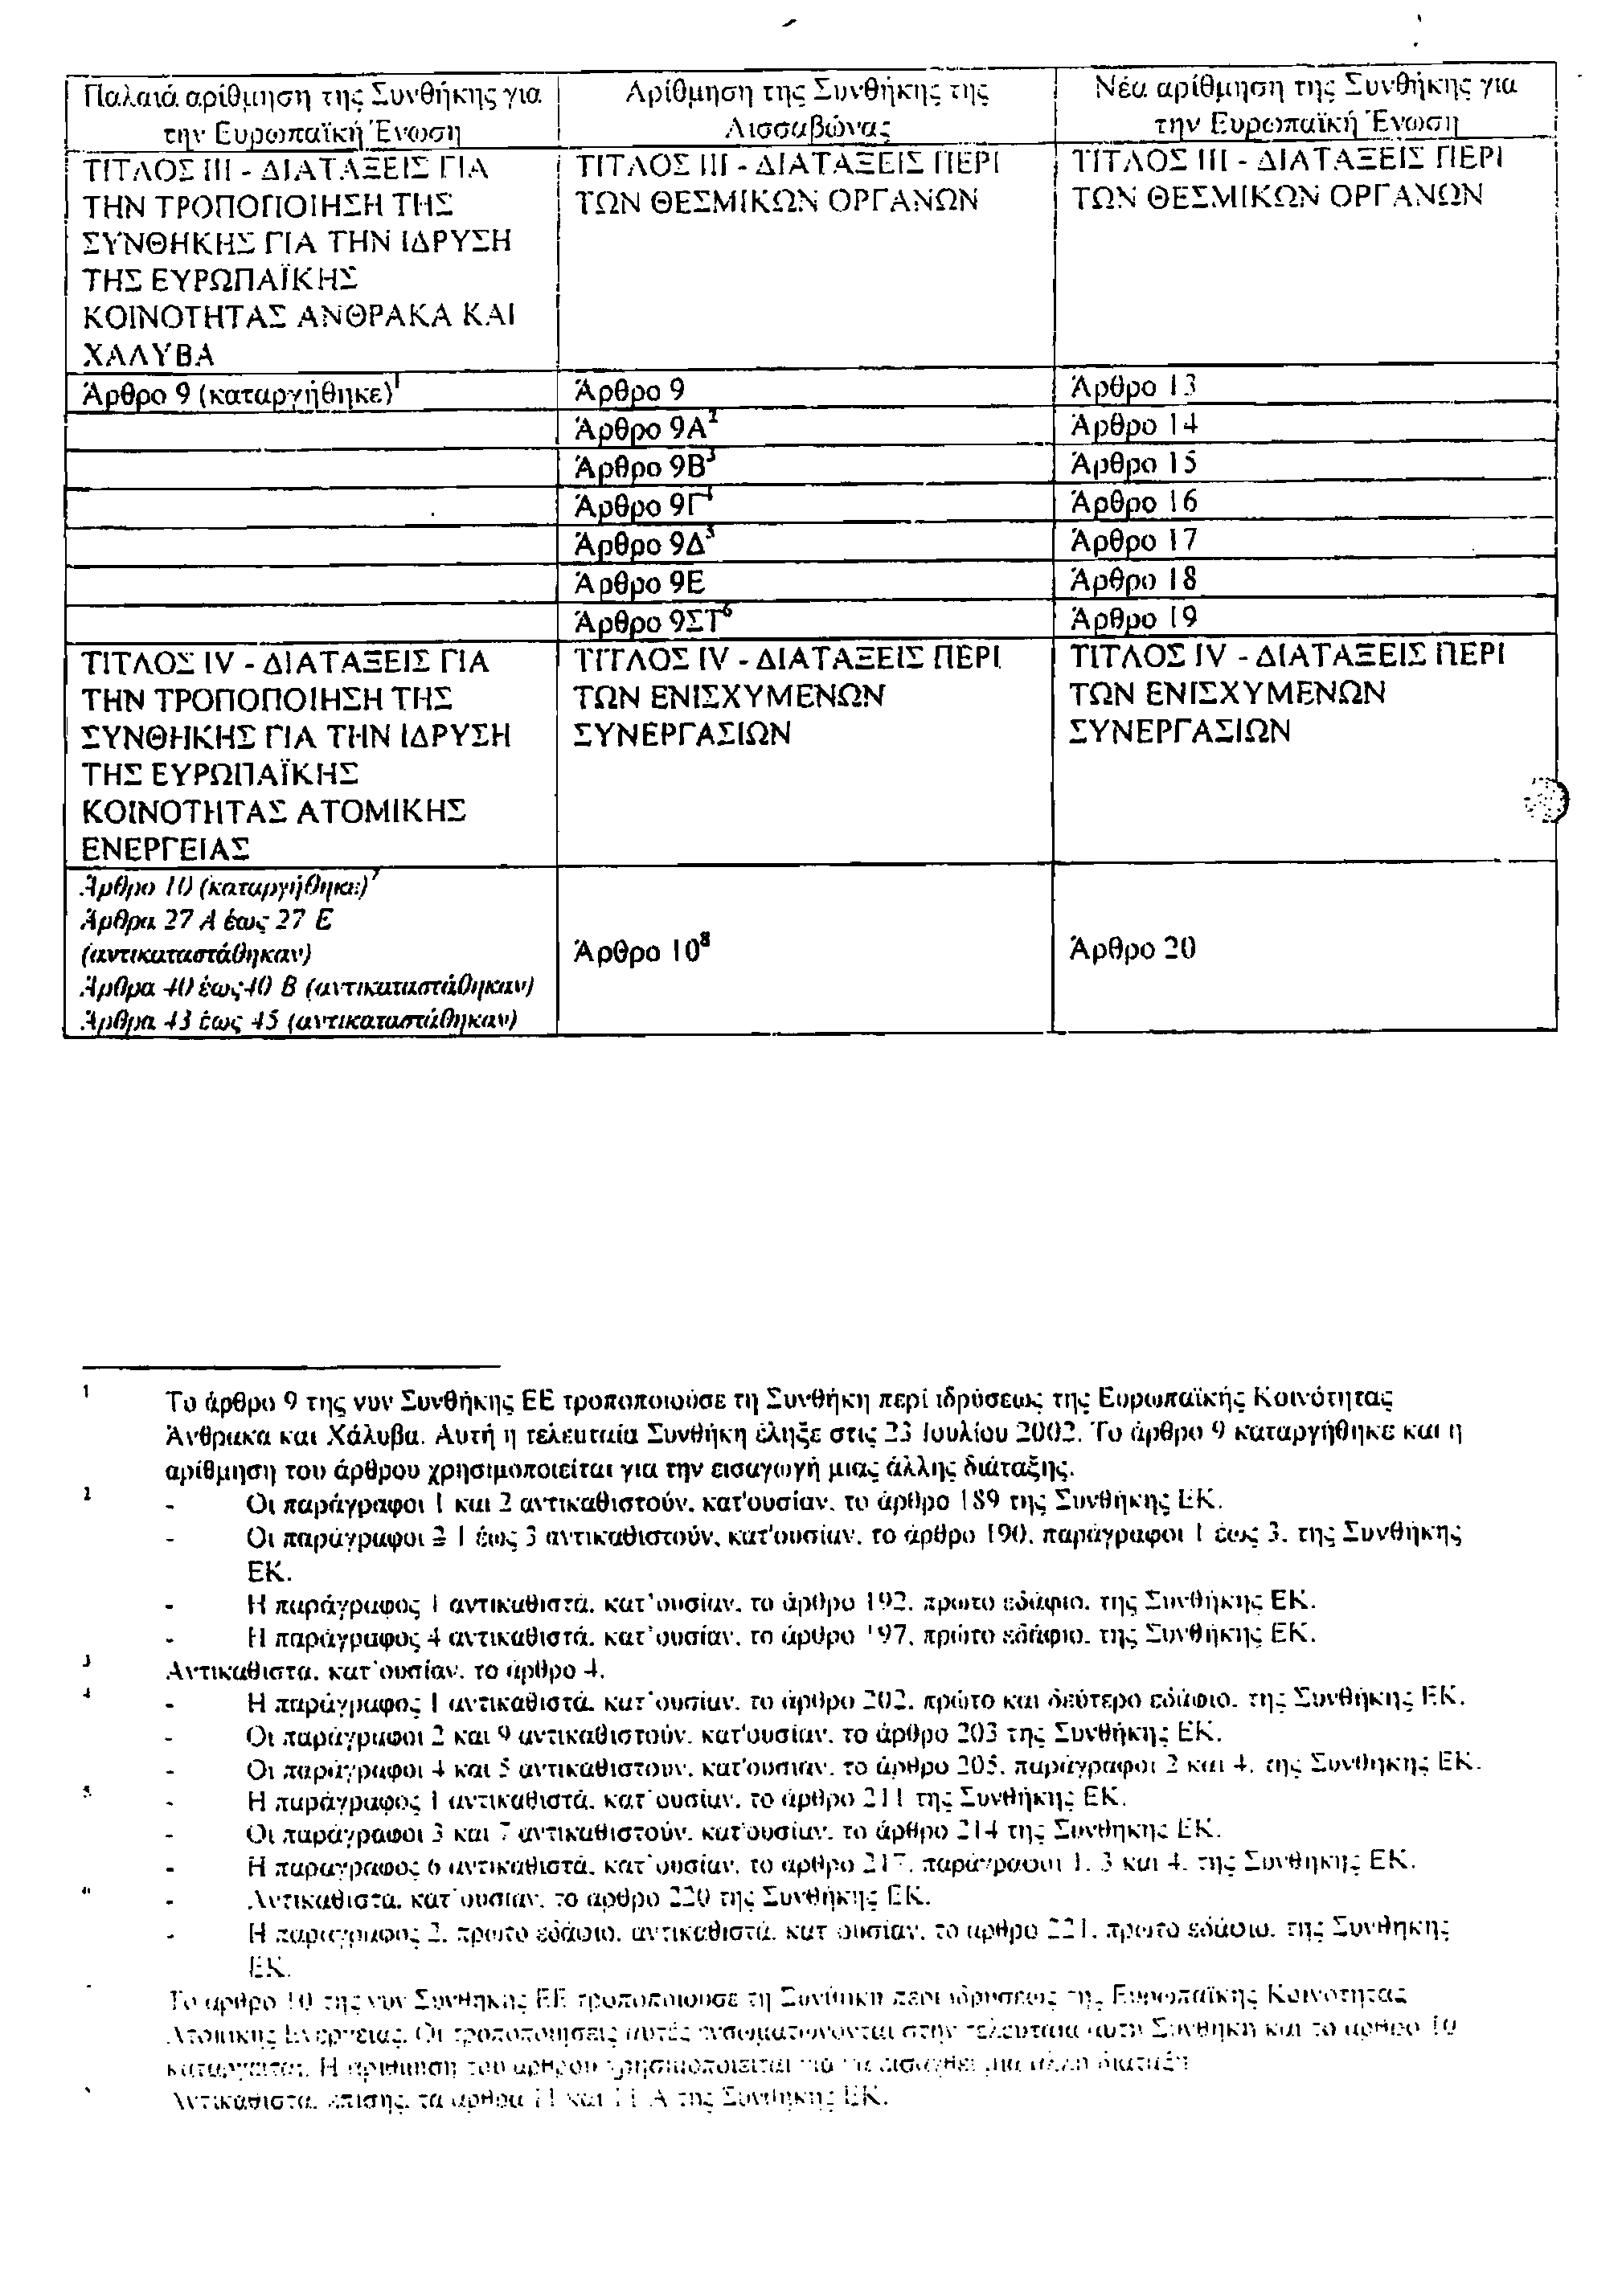 Παλαιά αρίθμηση της Συνθήκης για
την Ευρωπαϊκή Ένωση
Αρίθμηση της Συνθήκης της
Λισσαβώνας
Νέα αρίθμηση της Συνθήκης για
την Ευρωπαϊκή Ένωση
ΤΙΤΛΟΣ ΙΙΙ - ΔΙΑΤΑΞΕΙΣ ΓΙΑ
ΤΗΝ ΤΡΟΠΟΠΟΙΗΣΗ ΤΗΣ
ΣΥΝΘΗΚΗΣ ΓΙΑ ΤΗΝ ΙΔΡΥΣΗ
ΤΗΣ ΕΥΡΩΠΑΪΚΗΣ
ΚΟΙΝΟΤΗΤΑΣ ΑΝΘΡΑΚΑ ΚΑΙ
ΧΑΛΥΒΑ
ΤΙΤΛΟΣ ΙΙΙ - ΔΙΑΤΑΞΕΙΣ ΠΕΡΙ
ΤΩΝ ΘΕΣΜΙΚΩΝ ΟΡΓΑΝΩΝ
ΤΙΤΛΟΣ ΙΙΙ - ΔΙΑΤΑΞΕΙΣ ΠΕΡΙ
ΤΩΝ ΘΕΣΜΙΚΩΝ ΟΡΓΑΝΩΝ
Άρθρο 9 (καταργήθηκε)¹
Άρθρο 9
Άρθρο 13
Άρθρο 9Α²
Άρθρο 14
Άρθρο 9Β³
Άρθρο 15
Άρθρο 9Γ⁴
Άρθρο 16
Άρθρο 9Δ⁵
Άρθρο 17
Άρθρο 9Ε
Άρθρο 18
Άρθρο 9ΣΤ⁶
Άρθρο 19
ΤΙΤΛΟΣ IV - ΔΙΑΤΑΞΕΙΣ ΓΙΑ
ΤΗΝ ΤΡΟΠΟΠΟΙΗΣΗ ΤΗΣ
ΣΥΝΘΗΚΗΣ ΓΙΑ ΤΗΝ ΙΔΡΥΣΗ
ΤΗΣ ΕΥΡΩΠΑΪΚΗΣ
ΚΟΙΝΟΤΗΤΑΣ ΑΤΟΜΙΚΗΣ
ΕΝΕΡΓΕΙΑΣ
ΤΙΤΛΟΣ IV - ΔΙΑΤΑΞΕΙΣ ΠΕΡΙ
ΤΩΝ ΕΝΙΣΧΥΜΕΝΩΝ
ΣΥΝΕΡΓΑΣΙΩΝ
ΤΙΤΛΟΣ IV - ΔΙΑΤΑΞΕΙΣ ΠΕΡΙ
ΤΩΝ ΕΝΙΣΧΥΜΕΝΩΝ
ΣΥΝΕΡΓΑΣΙΩΝ
Άρθρο 10 (καταργήθηκε)⁷
Άρθρα 27 Α έως 27 Ε
(αντικαταστάθηκαν)
Άρθρα 40 έως 40 Β (αντικαταστάθηκαν)
Άρθρα 43 έως 45 (αντικαταστάθηκαν)
Άρθρο 10⁸
Άρθρο 20
1 Το άρθρο 9 της νυν Συνθήκης ΕΕ τροποποιούσε τη Συνθήκη περί ιδρύσεως της Ευρωπαϊκής Κοινότητας
Άνθρακα και Χάλυβα. Αυτή η τελευταία Συνθήκη έληξε στις 23 Ιουλίου 2002. Το άρθρο 9 καταργήθηκε και η
αρίθμηση του άρθρου χρησιμοποιείται για την εισαγωγή μιας άλλης διάταξης.
2 - Οι παράγραφοι 1 και 2 αντικαθιστούν, κατ'ουσίαν, το άρθρο 189 της Συνθήκης ΕΚ.
- Οι παράγραφοι 2 1 έως 3 αντικαθιστούν, κατ'ουσίαν, το άρθρο 190, παράγραφοι 1 έως 3, της Συνθήκης
ΕΚ.
- Η παράγραφος 1 αντικαθιστά, κατ'ουσίαν, το άρθρο 192, πρώτο εδάφιο, της Συνθήκης ΕΚ.
- Η παράγραφος 4 αντικαθιστά, κατ'ουσίαν, το άρθρο 197, πρώτο εδάφιο, της Συνθήκης ΕΚ.
3 Αντικαθιστά, κατ'ουσίαν, το άρθρο 4.
4 - Η παράγραφος 1 αντικαθιστά, κατ'ουσίαν, το άρθρο 202, πρώτο και δεύτερο εδάφιο, της Συνθήκης ΕΚ.
- Οι παράγραφοι 2 και 9 αντικαθιστούν, κατ'ουσίαν, το άρθρο 203 της Συνθήκης ΕΚ.
- Οι παράγραφοι 4 και 5 αντικαθιστούν, κατ'ουσίαν, το άρθρο 205, παράγραφοι 2 και 4, της Συνθήκης ΕΚ.
5 - Η παράγραφος 1 αντικαθιστά, κατ'ουσίαν, το άρθρο 211 της Συνθήκης ΕΚ.
- Οι παράγραφοι 3 και 7 αντικαθιστούν, κατ'ουσίαν, το άρθρο 214 της Συνθήκης ΕΚ.
- Η παράγραφος 6 αντικαθιστά, κατ'ουσίαν, το άρθρο 217, παράγραφοι 1, 3 και 4, της Συνθήκης ΕΚ.
6 - Αντικαθιστά, κατ'ουσίαν, το άρθρο 220 της Συνθήκης ΕΚ.
- Η παράγραφος 2, πρώτο εδάφιο, αντικαθιστά, κατ'ουσίαν, το άρθρο 221, πρώτο εδάφιο, της Συνθήκης
ΕΚ.
Το άρθρο 10 της νυν Συνθήκης ΕΕ τροποποιούσε τη Συνθήκη περί ιδρύσεως της Ευρωπαϊκής Κοινότητας
Ατομικής Ενέργειας. Οι τροποποιήσεις αυτές ενσωματώνονται στην τελευταία αυτή Συνθήκη και το άρθρο 10
καταργείται. Η αρίθμηση του άρθρου χρησιμοποιείται για να εισαχθεί μια άλλη διάταξη
Αντικαθιστά, επίσης, τα άρθρα 11 και 11 Α της Συνθήκης ΕΚ.